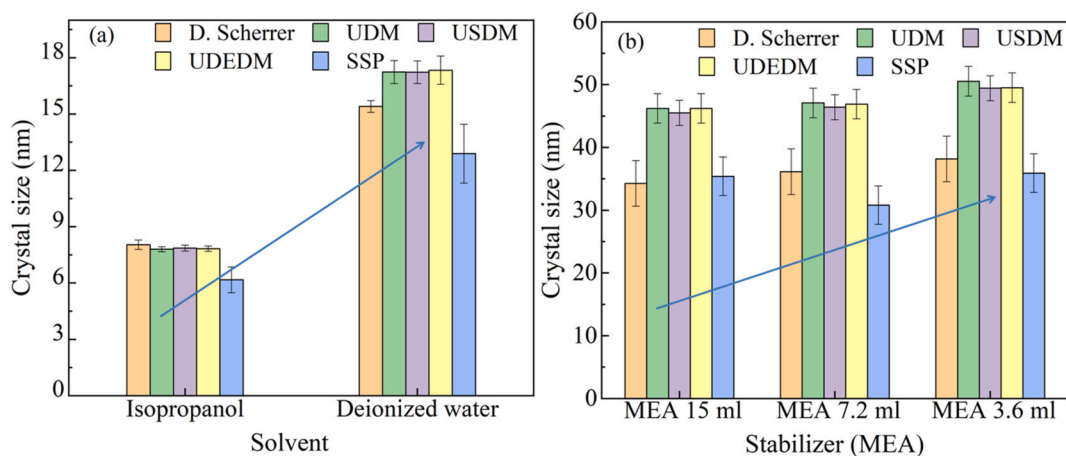 (a)
D. Scherrer UDM USDM
UDEDM SSP
Crystal size (nm)
18
15
12
9
6
3
0
Isopropanol Deionized water
Solvent
(b)
D. Scherrer UDM USDM
UDEDM SSP
Crystal size (nm)
60
50
40
30
20
10
0
MEA 15 ml MEA 7.2 ml MEA 3.6 ml
Stabilizer (MEA)